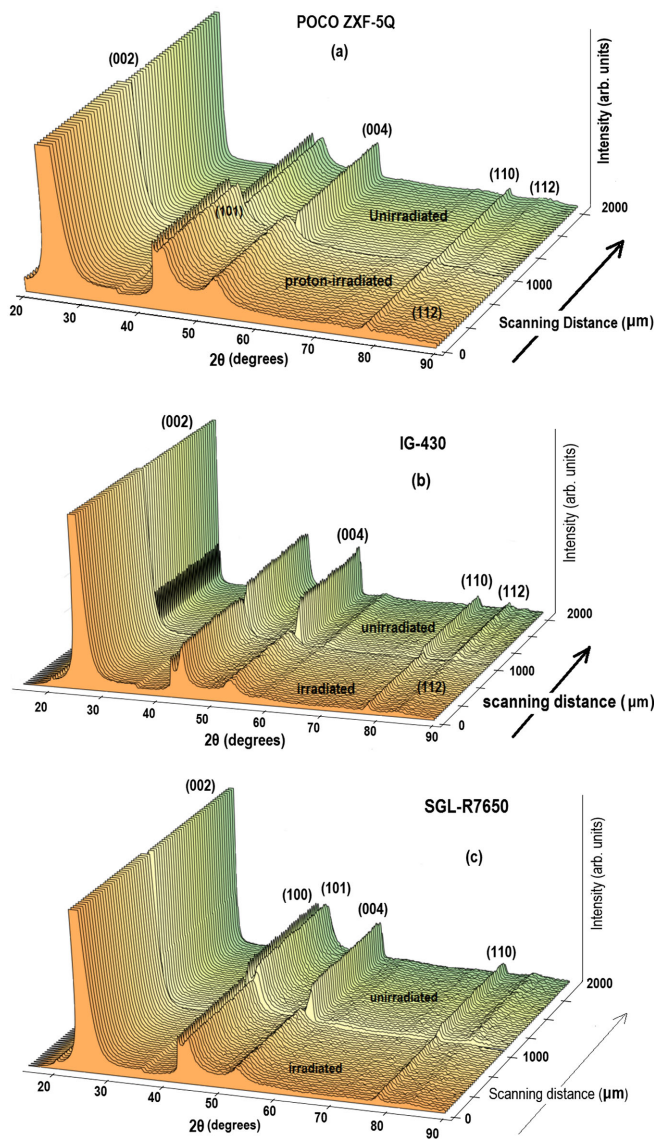 POCO ZXF-5Q
(a)
(002)
(004)
(101)
(110)
(112)
Unirradiated
proton-irradiated
(112)
Intensity (arb. units)
2000
1000
0
Scanning Distance (μm)
20 30 40 50 60 70 80 90
2θ (degrees)
IG-430
(b)
(002)
(004)
(110)
(112)
unirradiated
irradiated
(112)
Intensity (arb. units)
2000
1000
0
scanning distance (μm)
20 30 40 50 60 70 80 90
2θ (degrees)
SGL-R7650
(c)
(002)
(100)
(101)
(004)
(110)
unirradiated
irradiated
Intensity (arb. units)
2000
1000
0
Scanning distance (μm)
20 30 40 50 60 70 80 90
2θ (degrees)